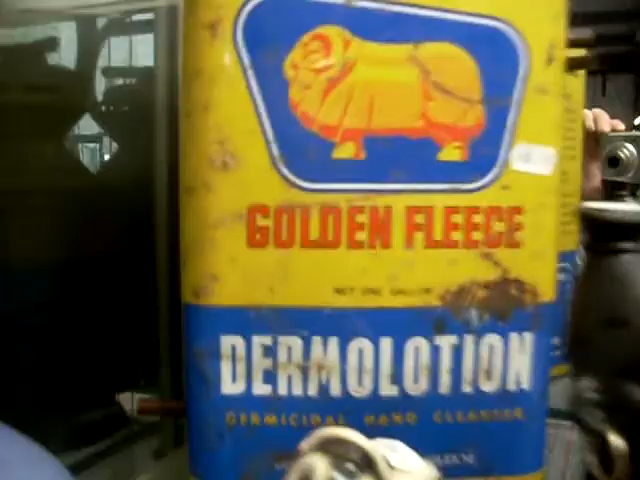 GOLDEN FLEECE
NET ONE GALLON
DERMOLOTION
GERMICIDAL HAND CLEANSER